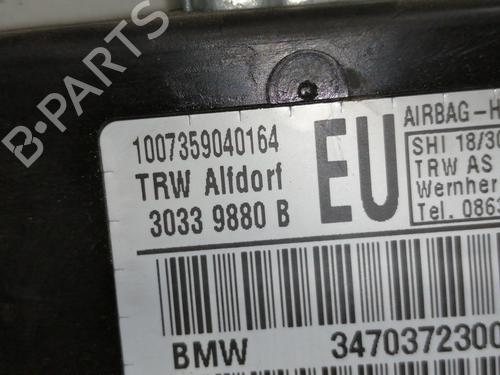 1007359040164
TRW Alfdorf
3033 9880 B
EU
AIRBAG-H
SHI 18/30
TRW AS
Wernher
Tel. 0863
BMW 3470372300
B-PARTS